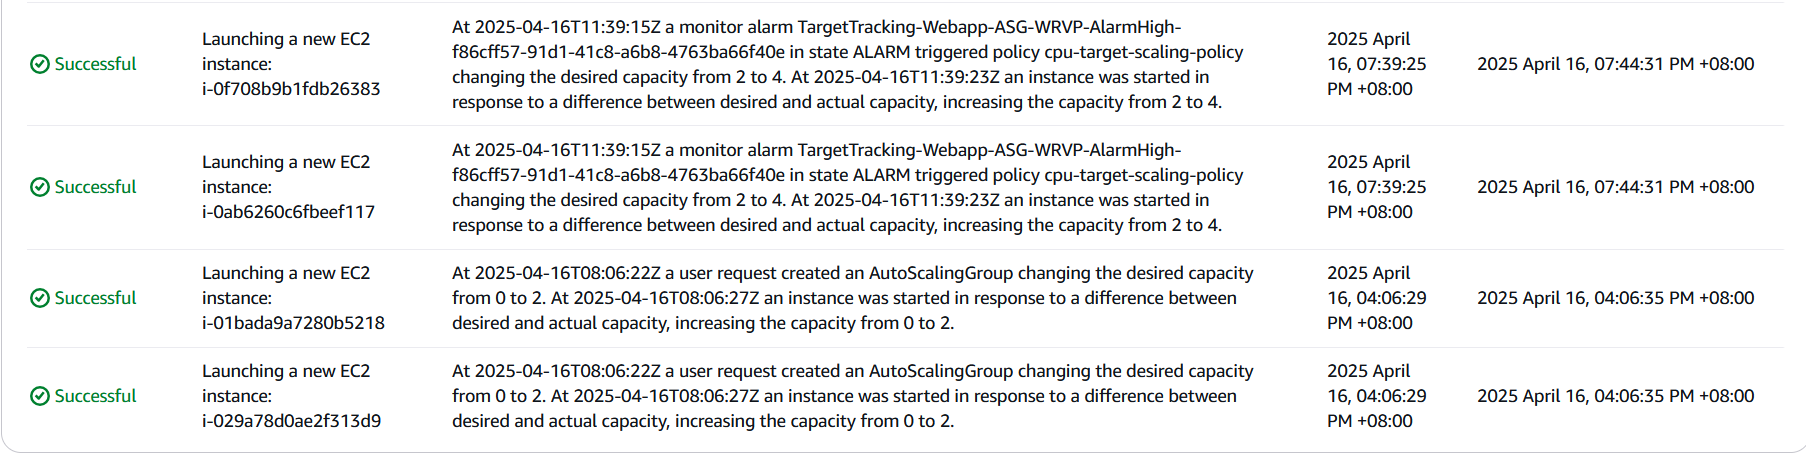 Successful
Launching a new EC2
instance:
i-0f708b9b1fdb26383
At 2025-04-16T11:39:15Z a monitor alarm TargetTracking-Webapp-ASG-WRVP-AlarmHigh-
f86cff57-91d1-41c8-a6b8-4763ba66f40e in state ALARM triggered policy cpu-target-scaling-policy
changing the desired capacity from 2 to 4. At 2025-04-16T11:39:23Z an instance was started in
response to a difference between desired and actual capacity, increasing the capacity from 2 to 4.
2025 April
16, 07:39:25
PM +08:00
2025 April 16, 07:44:31 PM +08:00
Successful
Launching a new EC2
instance:
i-0ab6260c6fbeef117
At 2025-04-16T11:39:15Z a monitor alarm TargetTracking-Webapp-ASG-WRVP-AlarmHigh-
f86cff57-91d1-41c8-a6b8-4763ba66f40e in state ALARM triggered policy cpu-target-scaling-policy
changing the desired capacity from 2 to 4. At 2025-04-16T11:39:23Z an instance was started in
response to a difference between desired and actual capacity, increasing the capacity from 2 to 4.
2025 April
16, 07:39:25
PM +08:00
2025 April 16, 07:44:31 PM +08:00
Successful
Launching a new EC2
instance:
i-01bada9a7280b5218
At 2025-04-16T08:06:22Z a user request created an AutoScalingGroup changing the desired capacity
from 0 to 2. At 2025-04-16T08:06:27Z an instance was started in response to a difference between
desired and actual capacity, increasing the capacity from 0 to 2.
2025 April
16, 04:06:29
PM +08:00
2025 April 16, 04:06:35 PM +08:00
Successful
Launching a new EC2
instance:
i-029a78d0ae2f313d9
At 2025-04-16T08:06:22Z a user request created an AutoScalingGroup changing the desired capacity
from 0 to 2. At 2025-04-16T08:06:27Z an instance was started in response to a difference between
desired and actual capacity, increasing the capacity from 0 to 2.
2025 April
16, 04:06:29
PM +08:00
2025 April 16, 04:06:35 PM +08:00